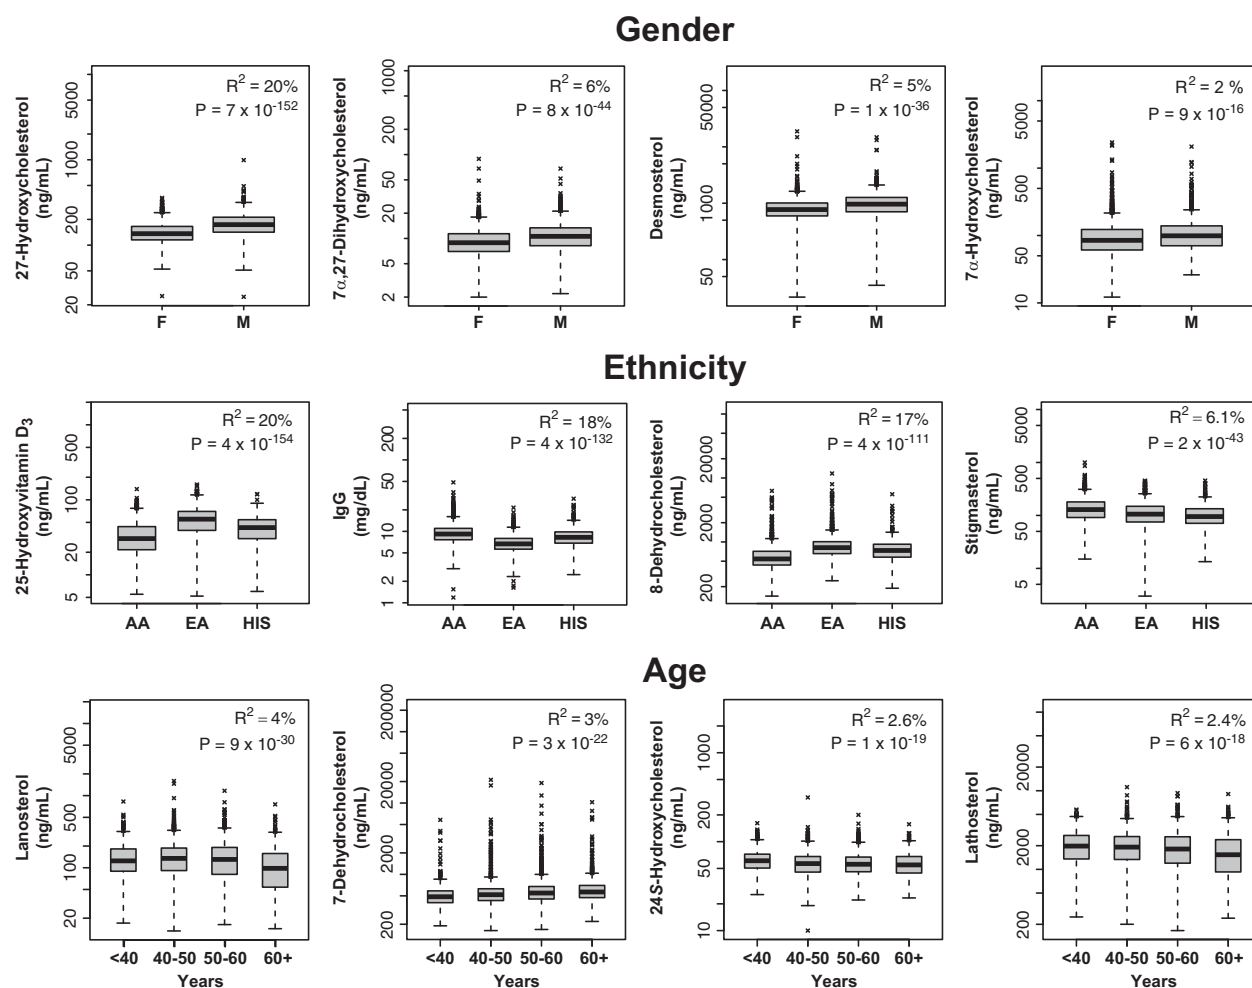 Gender
27-Hydroxycholesterol
(ng/mL)
5000
1000
200
50
20
R2 = 20%
P = 7 x 10-152
F M
7α,27-Dihydroxycholesterol
(ng/mL)
1000
200
50
20
5
2
R2 = 6%
P = 8 x 10-44
F M
Desmosterol
(ng/mL)
50000
1000
50
R2 = 5%
P = 1 x 10-36
F M
7α-Hydroxycholesterol
(ng/mL)
5000
500
50
10
R2 = 2 %
P = 9 x 10-16
F M
Ethnicity
25-Hydroxyvitamin D3
(ng/mL)
500
100
20
5
R2 = 20%
P = 4 x 10-154
AA EA HIS
IgG
(mg/dL)
200
50
10
5
2
1
R2 = 18%
P = 4 x 10-132
AA EA HIS
8-Dehydrocholesterol
(ng/mL)
20000
2000
200
R2 = 17%
P = 4 x 10-111
AA EA HIS
Stigmasterol
(ng/mL)
5000
500
50
5
R2 = 6.1%
P = 2 x 10-43
AA EA HIS
Age
Lanosterol
(ng/mL)
5000
500
100
20
R2 = 4%
P = 9 x 10-30
<40 40-50 50-60 60+
Years
7-Dehydrocholesterol
(ng/mL)
200000
20000
2000
200
R2 = 3%
P = 3 x 10-22
<40 40-50 50-60 60+
Years
24S-Hydroxycholesterol
(ng/mL)
1000
200
50
10
R2 = 2.6%
P = 1 x 10-19
<40 40-50 50-60 60+
Years
Lathosterol
(ng/mL)
20000
2000
200
R2 = 2.4%
P = 6 x 10-18
<40 40-50 50-60 60+
Years